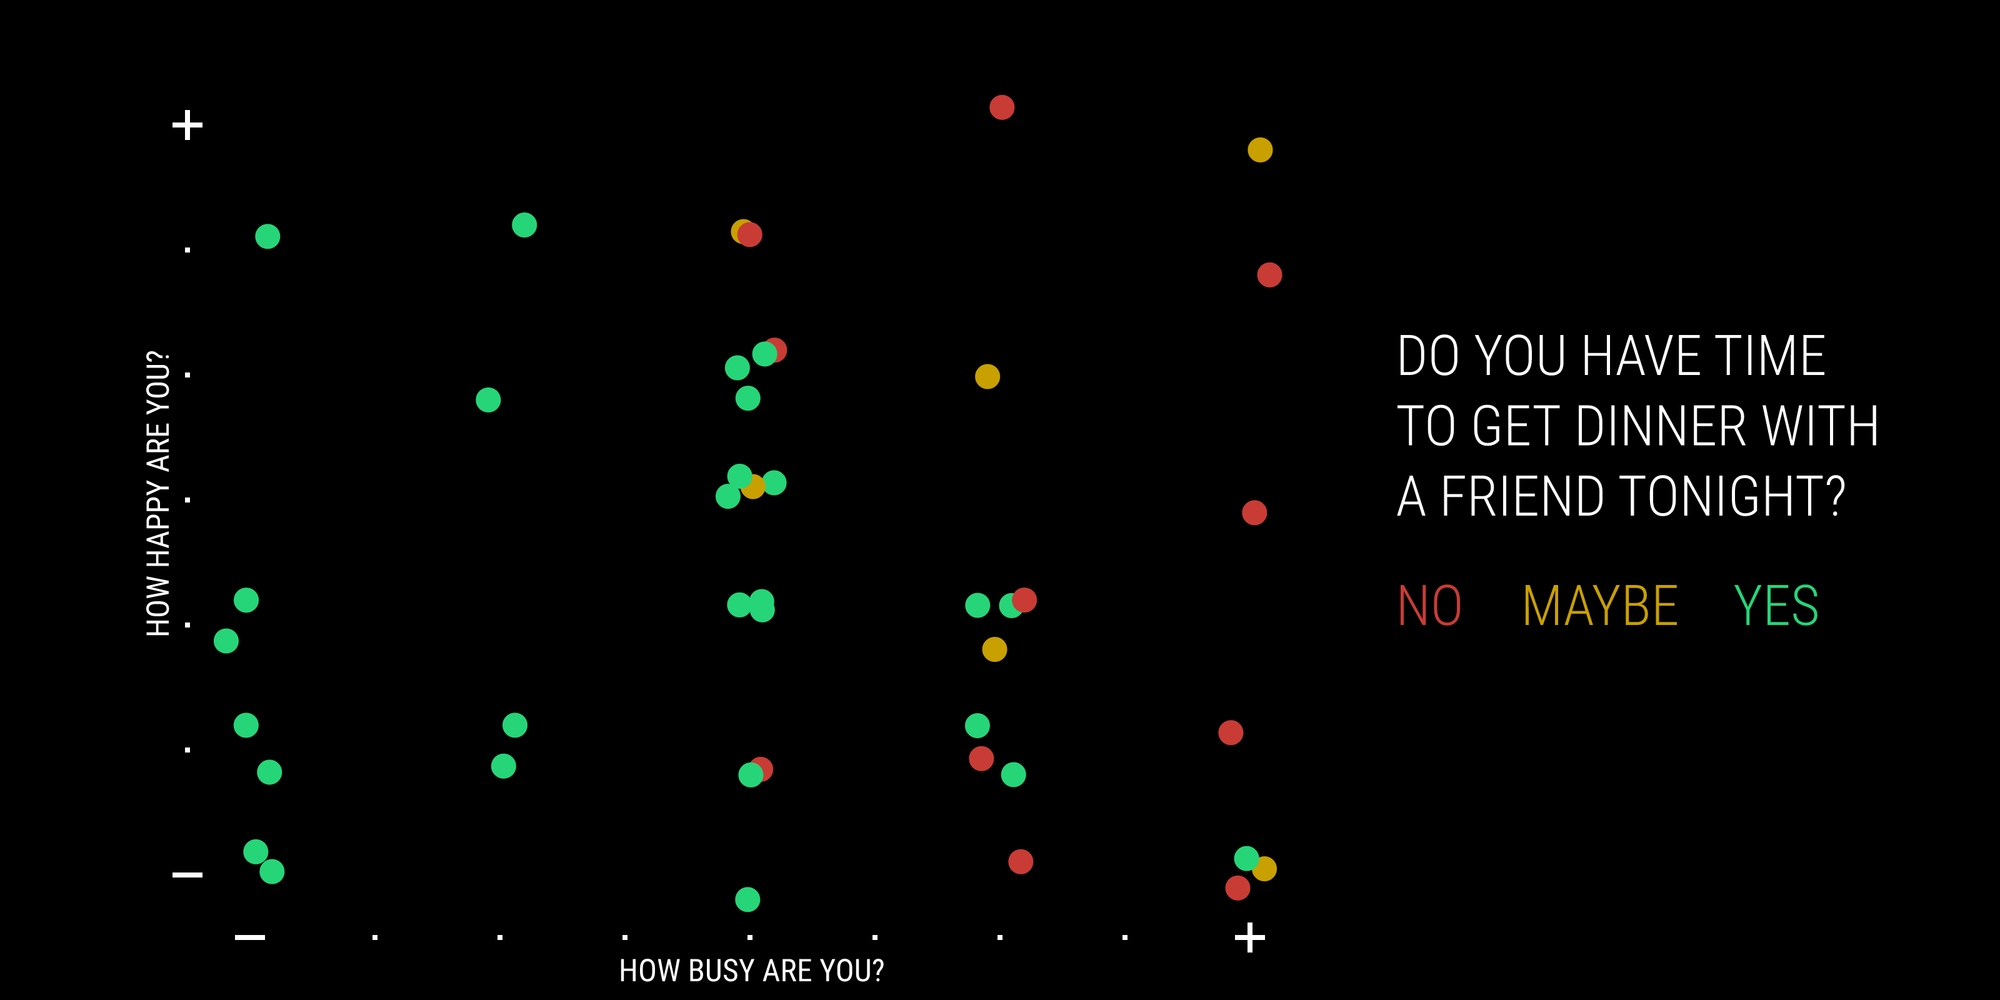 HOW HAPPY ARE YOU?
HOW BUSY ARE YOU?
DO YOU HAVE TIME
TO GET DINNER WITH
A FRIEND TONIGHT?
NO MAYBE YES